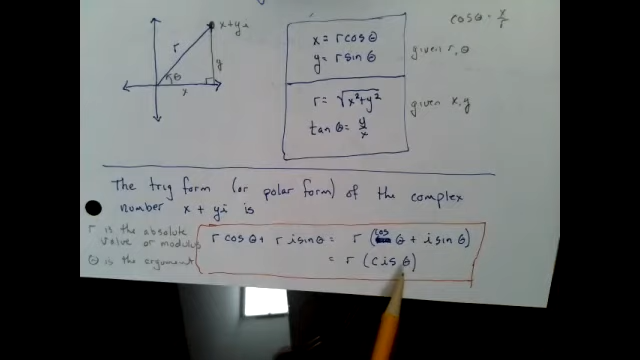 cos θ = x/r
x + yi
r
θ
y
x
x = r cos θ
y = r sin θ
given r, θ
r = √x²+y²
tan θ = y/x
given x, y
The trig form (or polar form) of the complex
number x + yi is
r is the absolute
value or modulus
θ is the argument
r cos θ + r i sin θ = r (cos θ + i sin θ)
= r (cis θ)